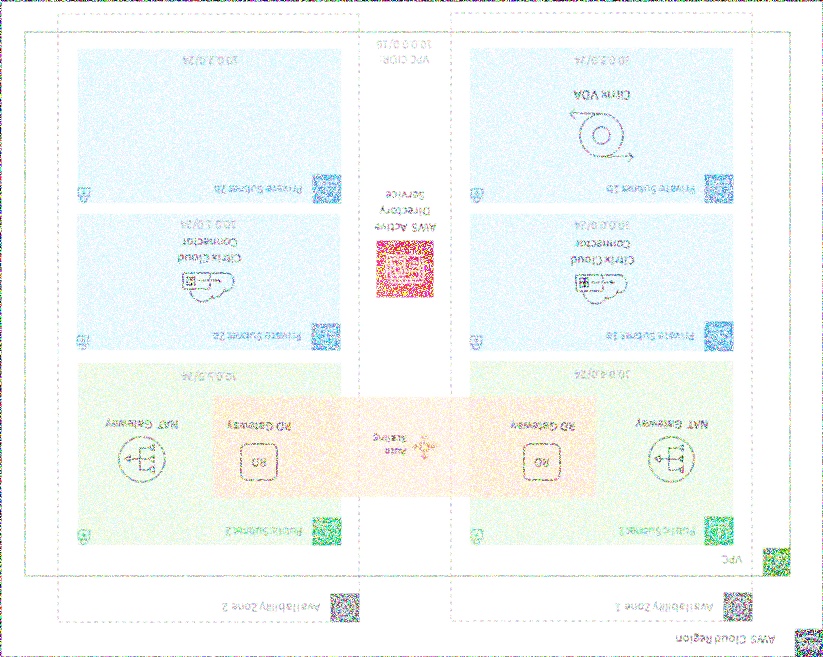 AWS Cloud Region
Availability Zone 1
Availability Zone 2
VPC
Public Subnet 1
Public Subnet 2
RD
RD
NAT Gateway
RD Gateway
Auto
Scaling
RD Gateway
NAT Gateway
10.0.4.0/24
10.0.5.0/24
Private Subnet 1a
Private Subnet 2a
Citrix Cloud
Connector
10.0.0.0/24
AWS Active
Directory
Service
Citrix Cloud
Connector
10.0.1.0/24
Private Subnet 1b
Private Subnet 2b
Citrix VDA
10.0.2.0/24
VPC CIDR
10.0.0.0/16
10.0.3.0/24